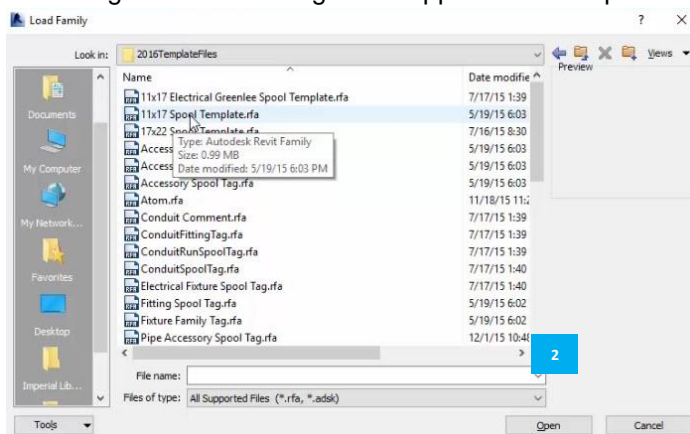 Load Family ? X
Look in: 2016TemplateFiles Views
Name Date modifie Preview
11x17 Electrical Greenlee Spool Template.rfa 7/17/15 1:39
11x17 Spool Template.rfa 5/19/15 6:03
17x22 Spool Template.rfa 7/16/15 8:30
Access 5/19/15 6:03
Access 5/19/15 6:03
Type: Autodesk Revit Family
Size: 0.99 MB
Date modified: 5/19/15 6:03 PM
Accessory Spool Tag.rfa 5/19/15 6:03
Atom.rfa 11/18/15 11:2
Conduit Comment.rfa 7/17/15 1:39
ConduitFittingTag.rfa 7/17/15 1:39
ConduitRunSpoolTag.rfa 7/17/15 1:39
ConduitSpoolTag.rfa 7/17/15 1:40
Electrical Fixture Spool Tag.rfa 7/17/15 1:40
Fitting Spool Tag.rfa 5/19/15 6:02
Fixture Family Tag.rfa 5/19/15 6:02
Pipe Accessory Spool Tag.rfa 12/1/15 10:48
Documents
My Computer
My Network...
Favorites
Desktop
Imperial Lib...
2
File name:
Files of type: All Supported Files (*.rfa, *.adsk)
Tools Open Cancel